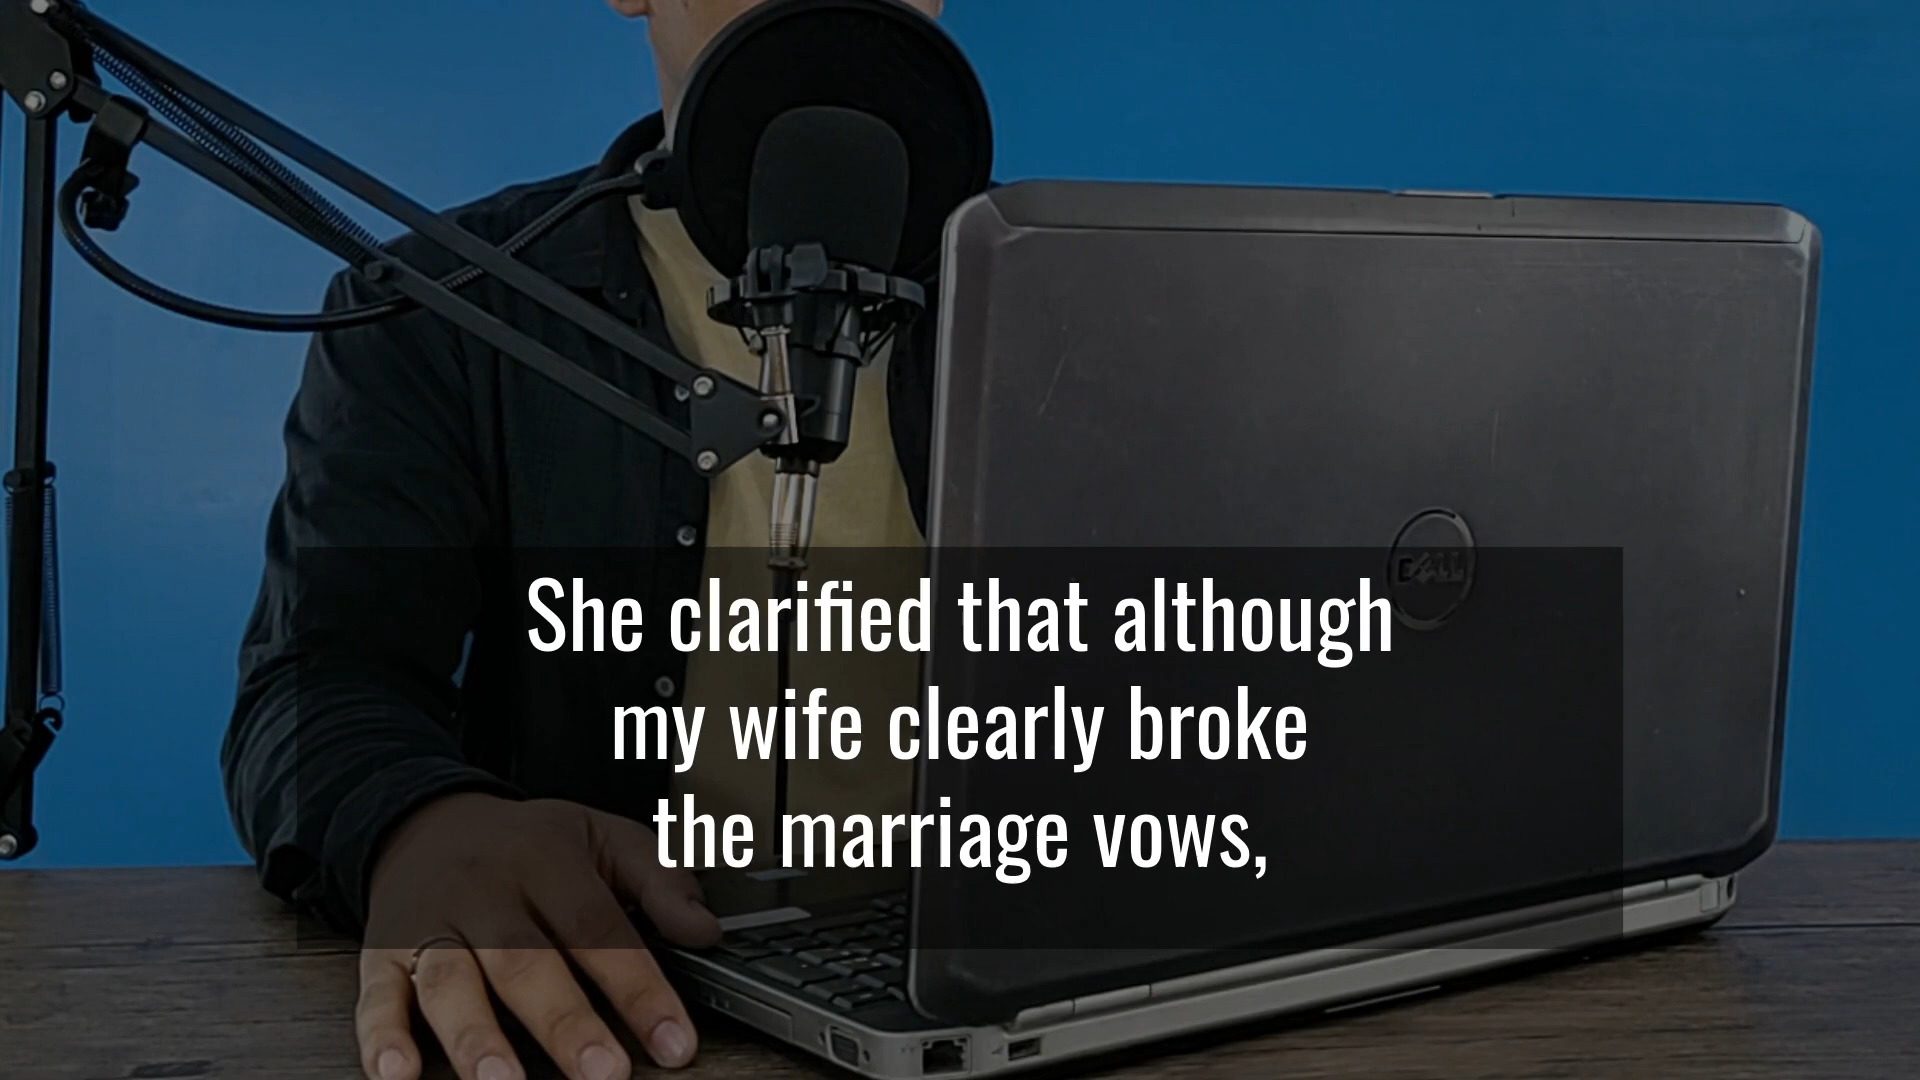 She clarified that although
my wife clearly broke
the marriage vows,
DELL